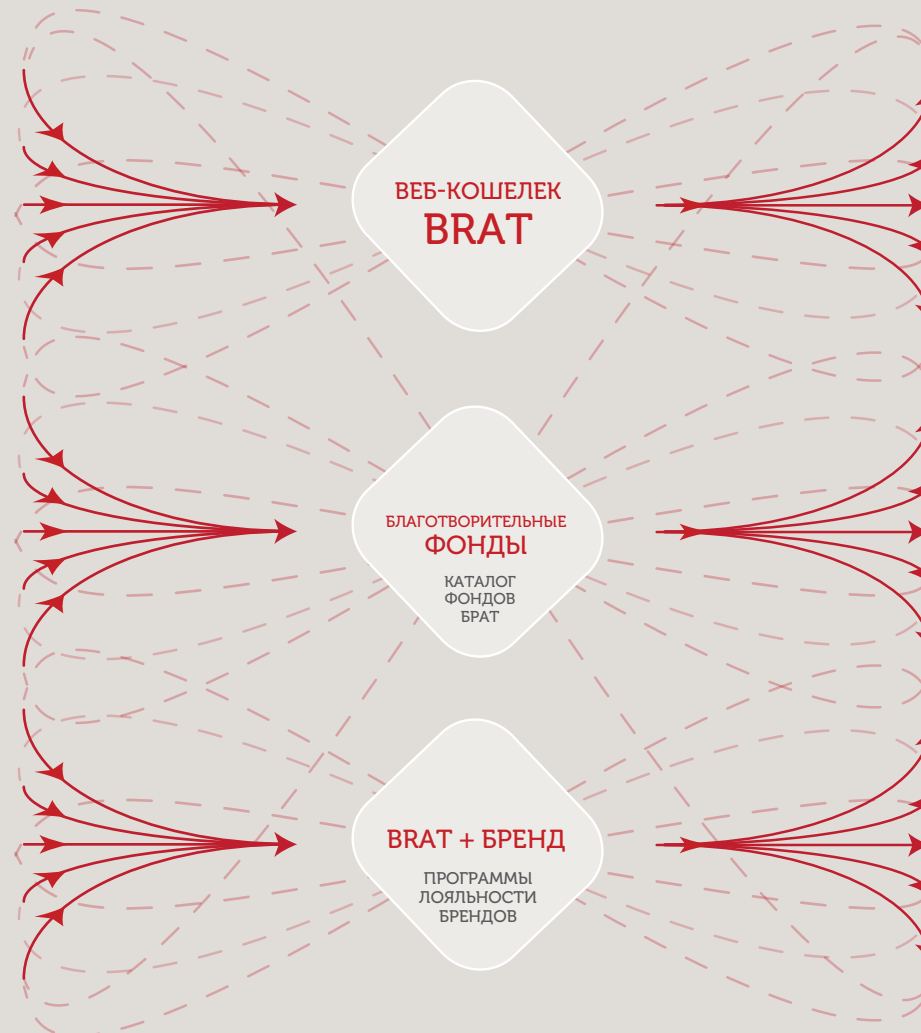 ВЕБ-КОШЕЛЕК
BRAT
БЛАГОТВОРИТЕЛЬНЫЕ
ФОНДЫ
КАТАЛОГ
ФОНДОВ
БРАТ
BRAT + БРЕНД
ПРОГРАММЫ
ЛОЯЛЬНОСТИ
БРЕНДОВ